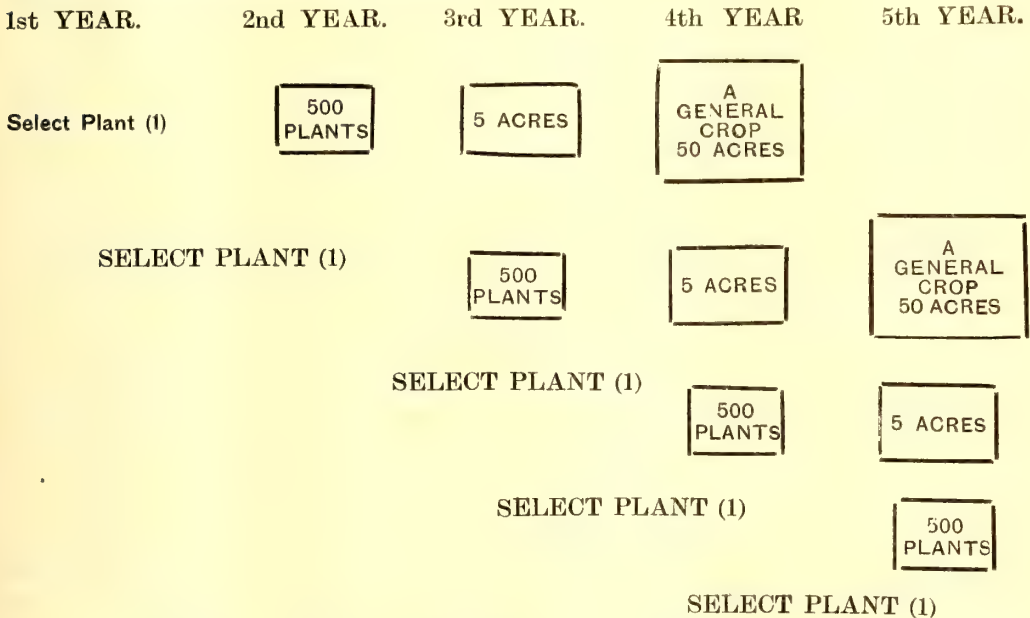 1st YEAR. 2nd YEAR. 3rd YEAR. 4th YEAR 5th YEAR.
Select Plant (1)
500
PLANTS
5 ACRES
A
GENERAL
CROP
50 ACRES
SELECT PLANT (1)
500
PLANTS
5 ACRES
A
GENERAL
CROP
50 ACRES
SELECT PLANT (1)
500
PLANTS
5 ACRES
SELECT PLANT (1)
500
PLANTS
SELECT PLANT (1)